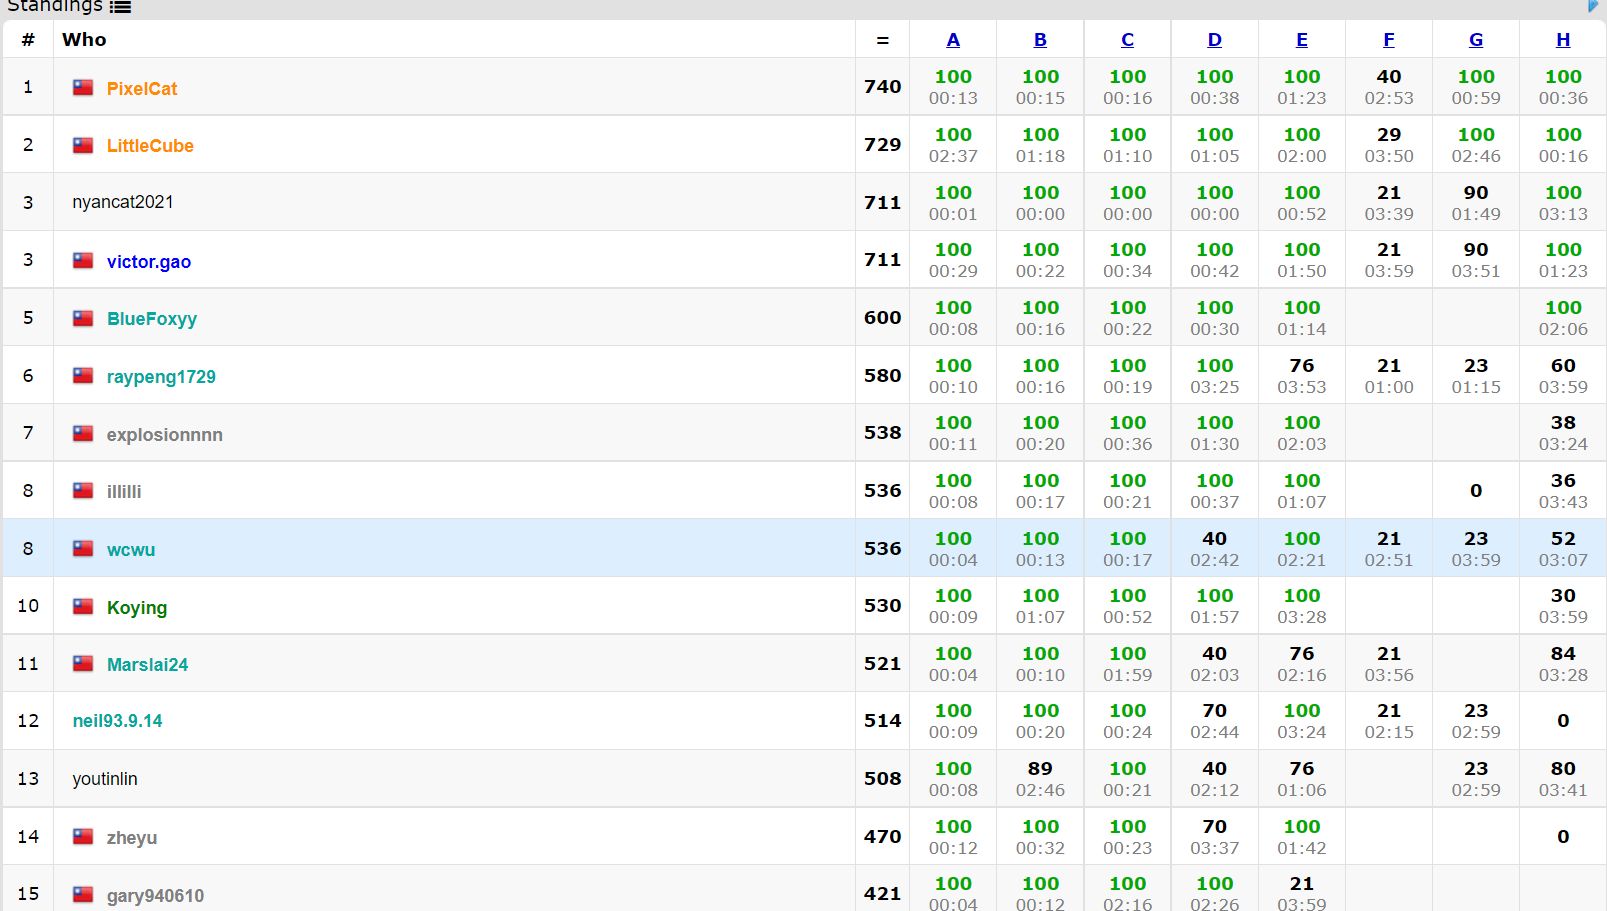 Standings
# Who = A B C D E F G H
1 PixelCat 740 100 100 100 100 100 40 100 100
00:13 00:15 00:16 00:38 01:23 02:53 00:59 00:36
2 LittleCube 729 100 100 100 100 100 29 100 100
02:37 01:18 01:10 01:05 02:00 03:50 02:46 00:16
3 nyancat2021 711 100 100 100 100 100 21 90 100
00:01 00:00 00:00 00:00 00:52 03:39 01:49 03:13
3 victor.gao 711 100 100 100 100 100 21 90 100
00:29 00:22 00:34 00:42 01:50 03:59 03:51 01:23
5 BlueFoxyy 600 100 100 100 100 100 100
00:08 00:16 00:22 00:30 01:14 02:06
6 raypeng1729 580 100 100 100 100 76 21 23 60
00:10 00:16 00:19 03:25 03:53 01:00 01:15 03:59
7 explosionnnn 538 100 100 100 100 100 38
00:11 00:20 00:36 01:30 02:03 03:24
8 illilli 536 100 100 100 100 100 0 36
00:08 00:17 00:21 00:37 01:07 03:43
8 wcwu 536 100 100 100 40 100 21 23 52
00:04 00:13 00:17 02:42 02:21 02:51 03:59 03:07
10 Koying 530 100 100 100 100 100 30
00:09 01:07 00:52 01:57 03:28 03:59
11 Marslai24 521 100 100 100 40 76 21 84
00:04 00:10 01:59 02:03 02:16 03:56 03:28
12 neil93.9.14 514 100 100 100 70 100 21 23 0
00:09 00:20 00:24 02:44 03:24 02:15 02:59
13 youtinlin 508 100 89 100 40 76 23 80
00:08 02:46 00:21 02:12 01:06 02:59 03:41
14 zheyu 470 100 100 100 70 100 0
00:12 00:32 00:23 03:37 01:42
15 gary940610 421 100 100 100 100 21
00:04 00:12 02:16 02:26 03:59